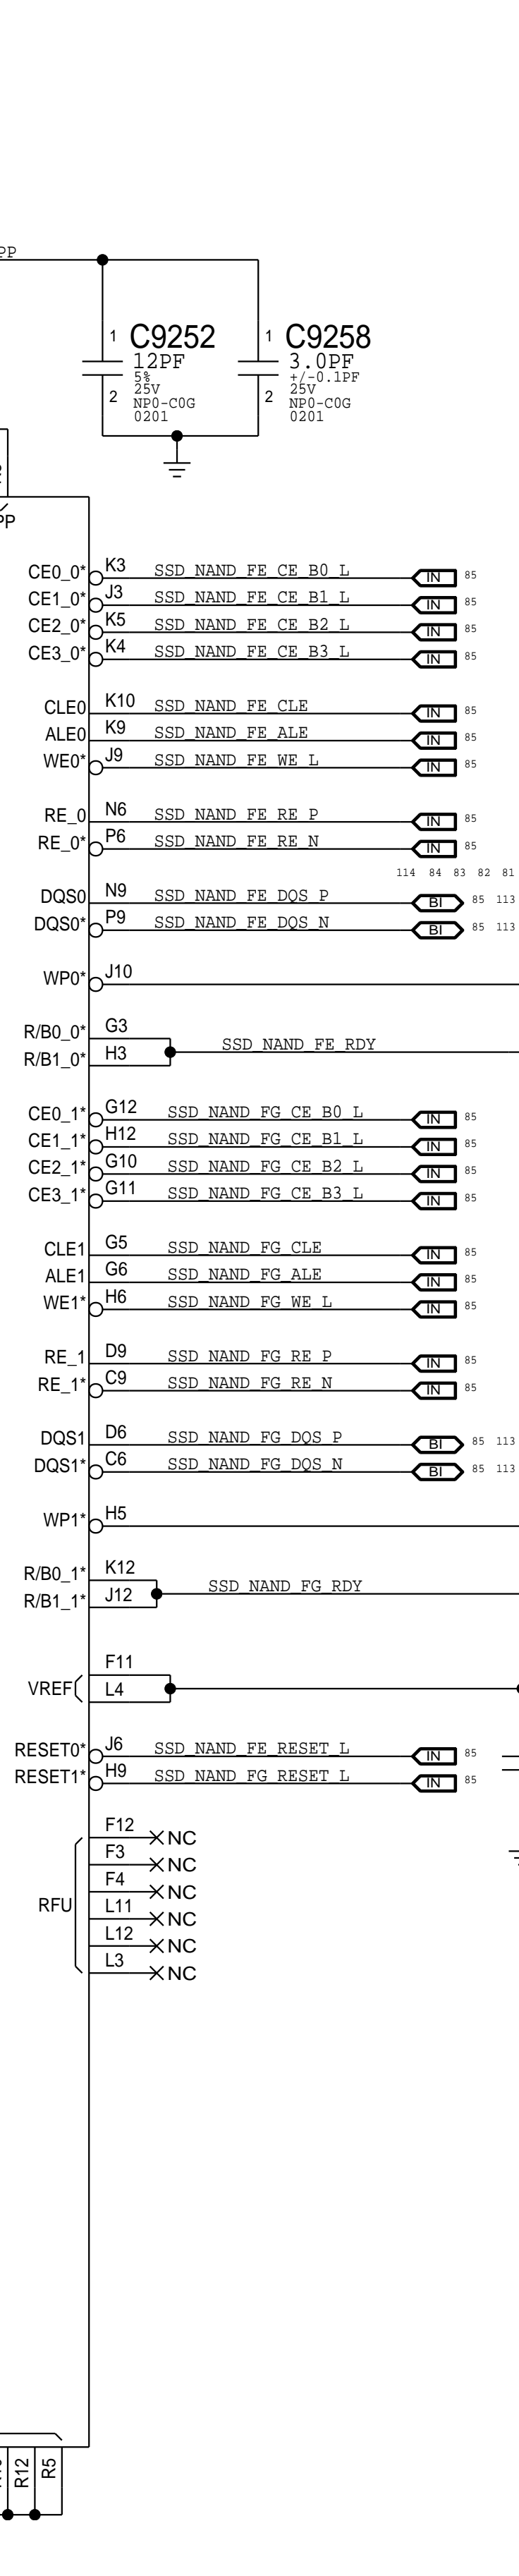 PP
1 C9252 1 C9258
12PF 3.0PF
5% +/-0.1PF
25V 25V
2 NP0-C0G 2 NP0-C0G
0201 0201
PP
CE0_0* K3 SSD_NAND_FE_CE_B0_L IN 85
CE1_0* J3 SSD_NAND_FE_CE_B1_L IN 85
CE2_0* K5 SSD_NAND_FE_CE_B2_L IN 85
CE3_0* K4 SSD_NAND_FE_CE_B3_L IN 85
CLE0 K10 SSD_NAND_FE_CLE IN 85
ALE0 K9 SSD_NAND_FE_ALE IN 85
WE0* J9 SSD_NAND_FE_WE_L IN 85
RE_0 N6 SSD_NAND_FE_RE_P IN 85
RE_0* P6 SSD_NAND_FE_RE_N IN 85
114 84 83 82 81
DQS0 N9 SSD_NAND_FE_DQS_P BI 85 113
DQS0* P9 SSD_NAND_FE_DQS_N BI 85 113
WP0* J10
R/B0_0* G3
SSD_NAND_FE_RDY
R/B1_0* H3
CE0_1* G12 SSD_NAND_FG_CE_B0_L IN 85
CE1_1* H12 SSD_NAND_FG_CE_B1_L IN 85
CE2_1* G10 SSD_NAND_FG_CE_B2_L IN 85
CE3_1* G11 SSD_NAND_FG_CE_B3_L IN 85
CLE1 G5 SSD_NAND_FG_CLE IN 85
ALE1 G6 SSD_NAND_FG_ALE IN 85
WE1* H6 SSD_NAND_FG_WE_L IN 85
RE_1 D9 SSD_NAND_FG_RE_P IN 85
RE_1* C9 SSD_NAND_FG_RE_N IN 85
DQS1 D6 SSD_NAND_FG_DQS_P BI 85 113
DQS1* C6 SSD_NAND_FG_DQS_N BI 85 113
WP1* H5
R/B0_1* K12
SSD_NAND_FG_RDY
R/B1_1* J12
F11
VREF L4
RESET0* J6 SSD_NAND_FE_RESET_L IN 85
RESET1* H9 SSD_NAND_FG_RESET_L IN 85
F12 NC
F3 NC
F4 NC
RFU L11 NC
L12 NC
L3 NC
R12 R5